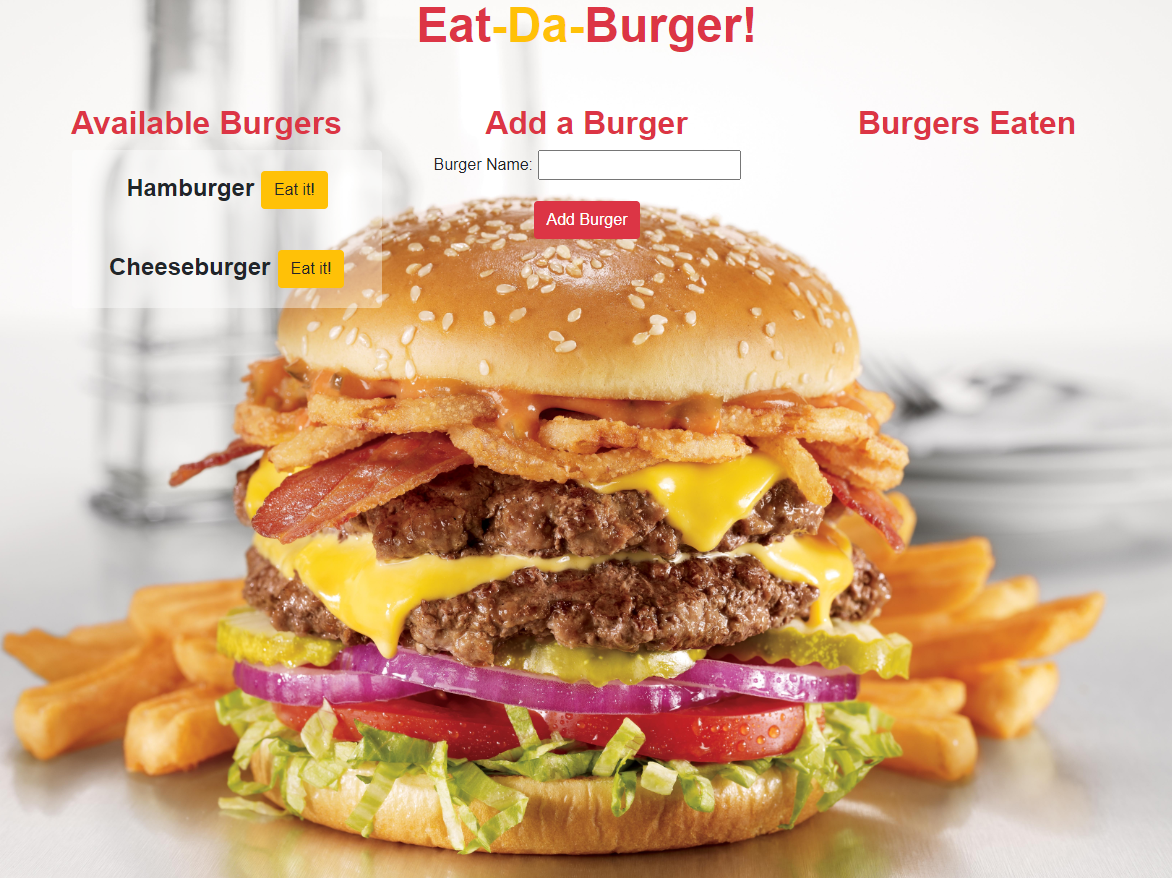 Eat-Da-Burger!
Available Burgers
Hamburger Eat it!
Cheeseburger Eat it!
Add a Burger
Burger Name:
Add Burger
Burgers Eaten